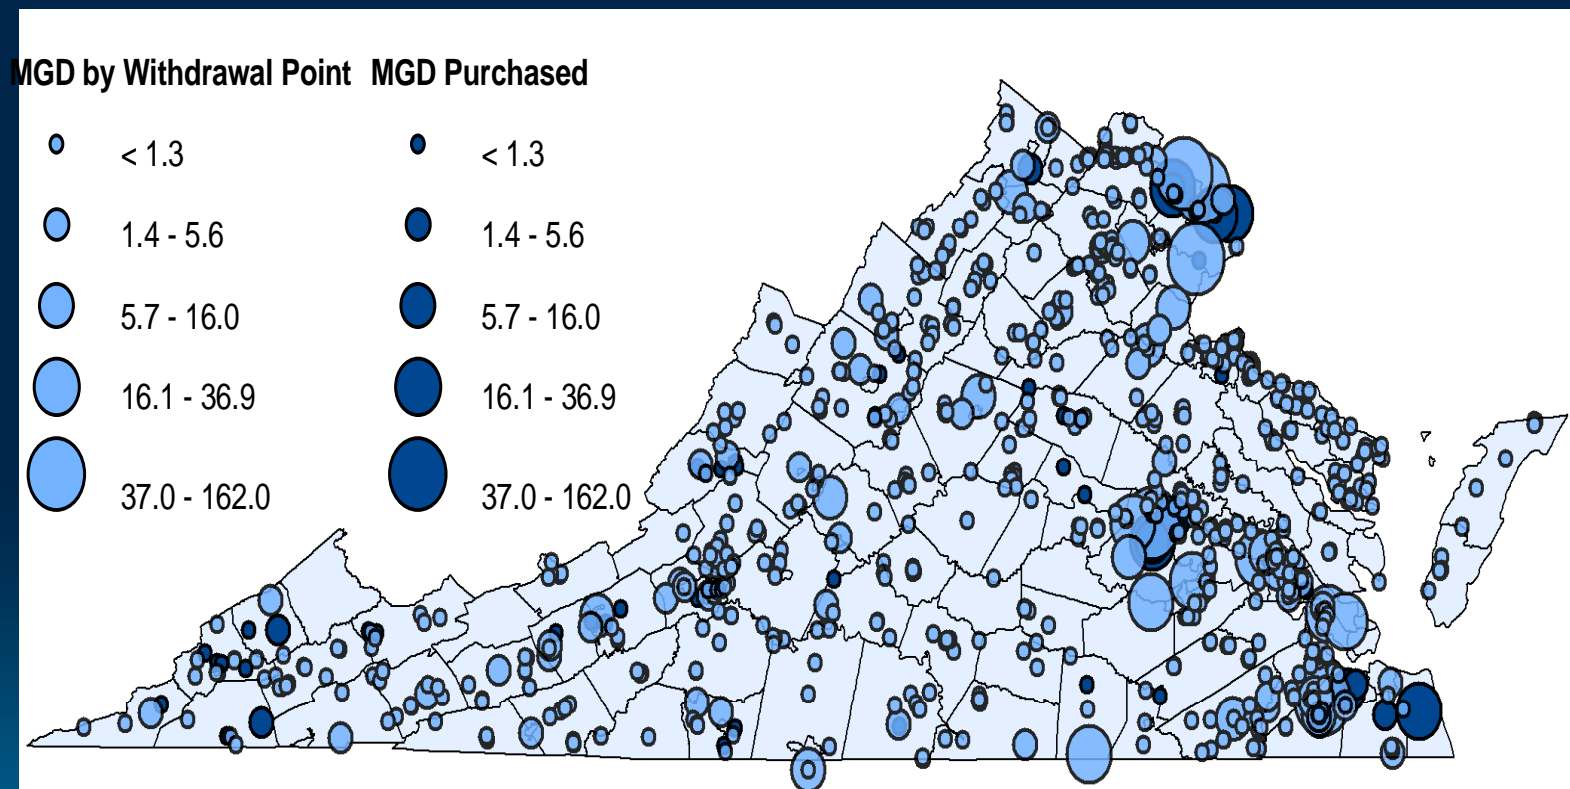 MGD by Withdrawal Point MGD Purchased
< 1.3 < 1.3
1.4 - 5.6 1.4 - 5.6
5.7 - 16.0 5.7 - 16.0
16.1 - 36.9 16.1 - 36.9
37.0 - 162.0 37.0 - 162.0